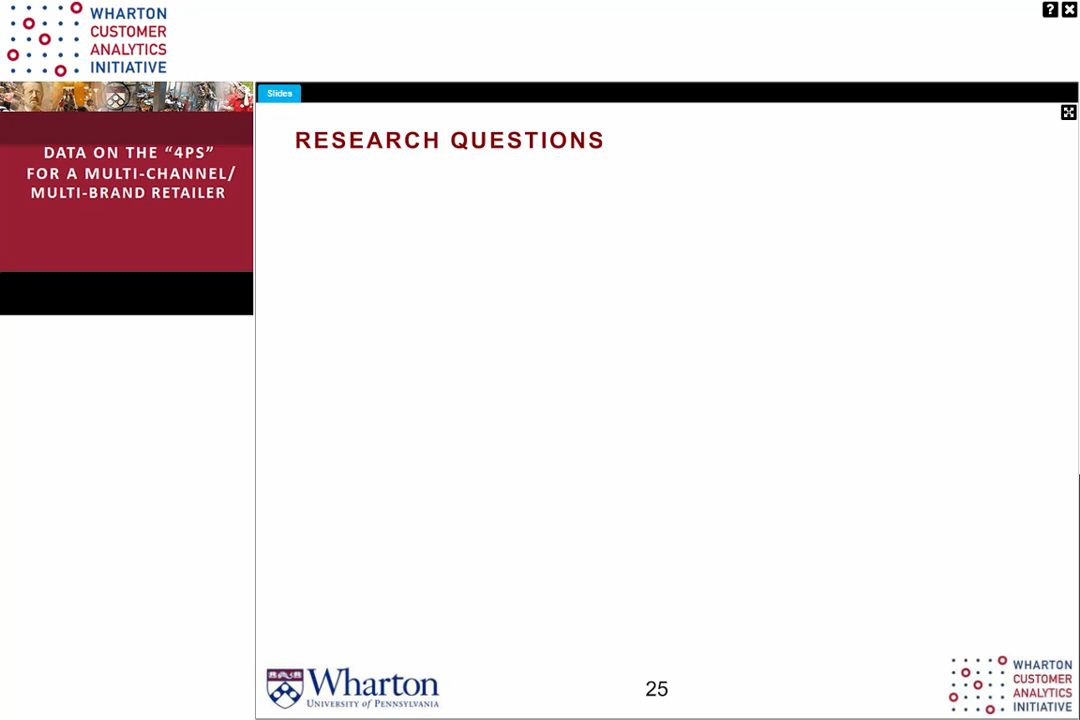 WHARTON
CUSTOMER
ANALYTICS
INITIATIVE
Slides
DATA ON THE “4PS”
FOR A MULTI-CHANNEL/
MULTI-BRAND RETAILER
RESEARCH QUESTIONS
Wharton
UNIVERSITY of PENNSYLVANIA
25
WHARTON
CUSTOMER
ANALYTICS
INITIATIVE